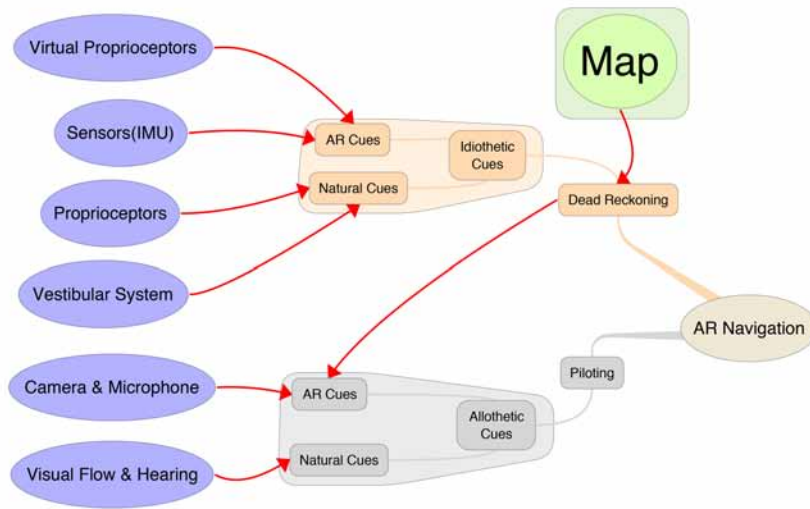 Virtual Proprioceptors
Map
Sensors(IMU)
AR Cues
Idiothetic
Cues
Natural Cues
Proprioceptors
Dead Reckoning
Vestibular System
AR Navigation
Piloting
Camera & Microphone
AR Cues
Allothetic
Cues
Natural Cues
Visual Flow & Hearing